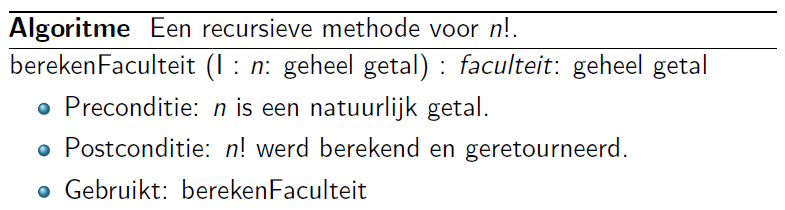 Algoritme Een recursieve methode voor n!.
berekenFaculteit (I : n: geheel getal) : faculteit: geheel getal
Preconditie: n is een natuurlijk getal.
Postconditie: n! werd berekend en geretourneerd.
Gebruikt: berekenFaculteit